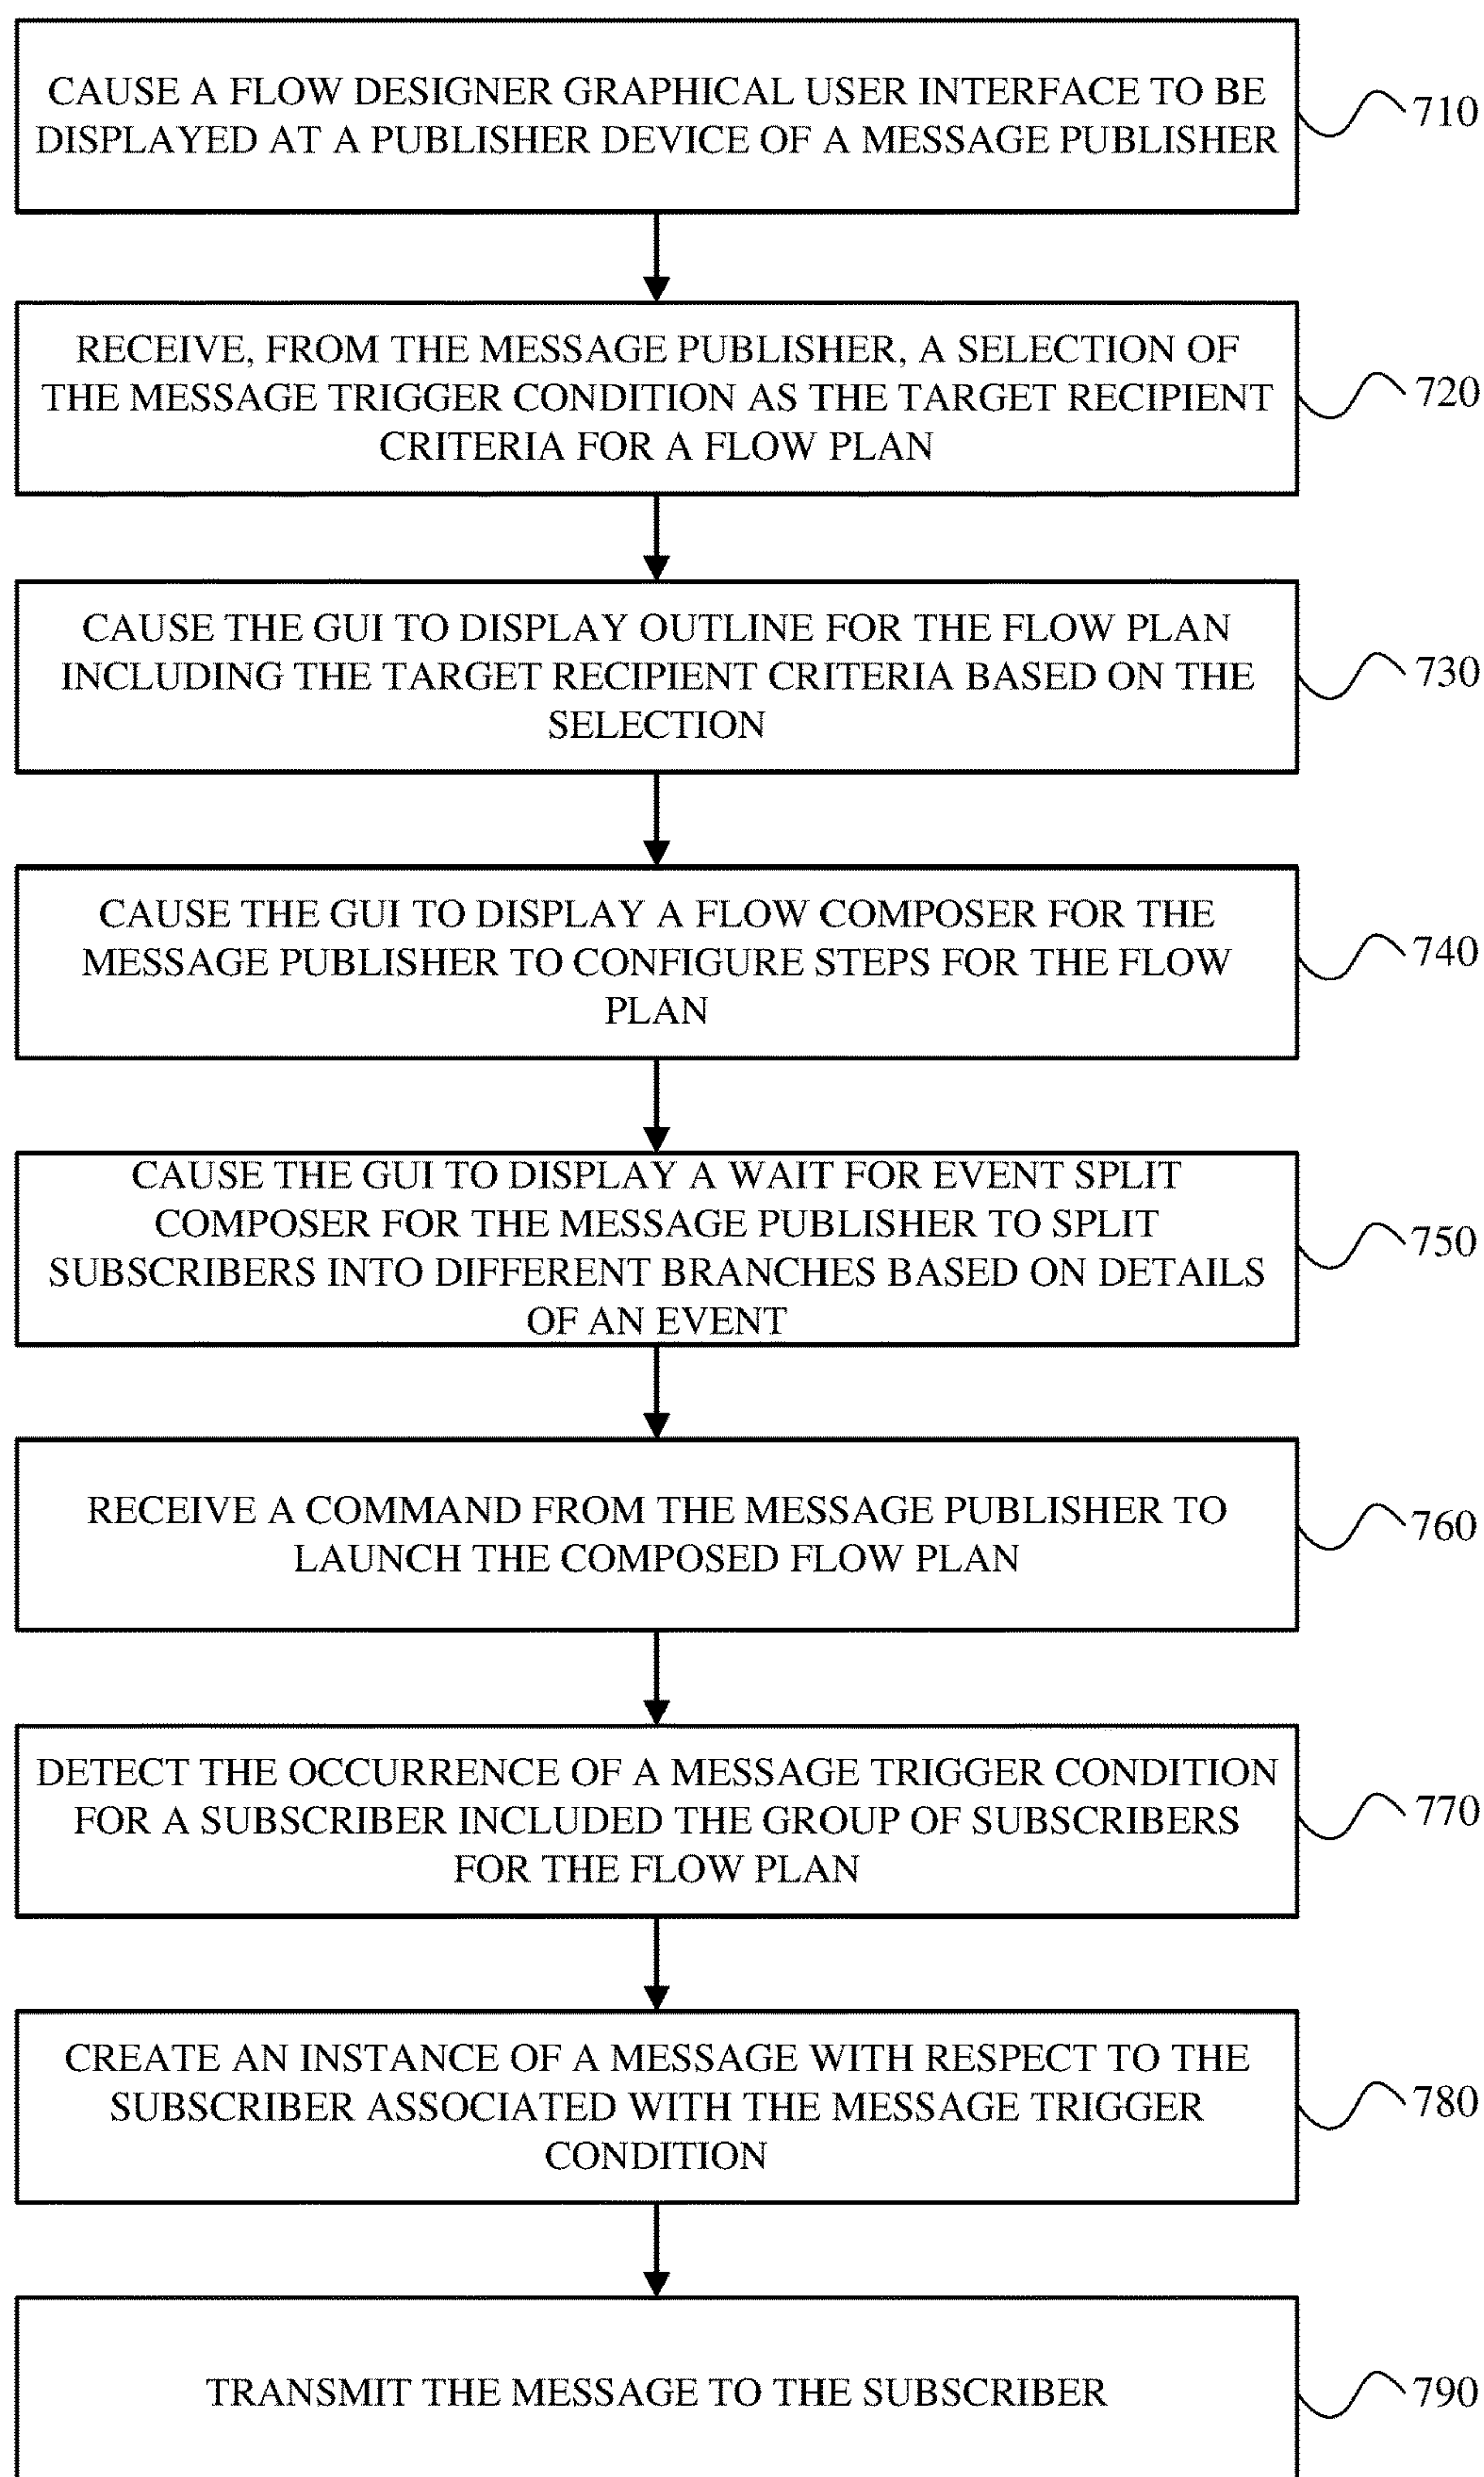 CAUSE A FLOW DESIGNER GRAPHICAL USER INTERFACE TO BE
DISPLAYED AT A PUBLISHER DEVICE OF A MESSAGE PUBLISHER
710
RECEIVE, FROM THE MESSAGE PUBLISHER, A SELECTION OF
THE MESSAGE TRIGGER CONDITION AS THE TARGET RECIPIENT
CRITERIA FOR A FLOW PLAN
720
CAUSE THE GUI TO DISPLAY OUTLINE FOR THE FLOW PLAN
INCLUDING THE TARGET RECIPIENT CRITERIA BASED ON THE
SELECTION
730
CAUSE THE GUI TO DISPLAY A FLOW COMPOSER FOR THE
MESSAGE PUBLISHER TO CONFIGURE STEPS FOR THE FLOW
PLAN
740
CAUSE THE GUI TO DISPLAY A WAIT FOR EVENT SPLIT
COMPOSER FOR THE MESSAGE PUBLISHER TO SPLIT
SUBSCRIBERS INTO DIFFERENT BRANCHES BASED ON DETAILS
OF AN EVENT
750
RECEIVE A COMMAND FROM THE MESSAGE PUBLISHER TO
LAUNCH THE COMPOSED FLOW PLAN
760
DETECT THE OCCURRENCE OF A MESSAGE TRIGGER CONDITION
FOR A SUBSCRIBER INCLUDED THE GROUP OF SUBSCRIBERS
FOR THE FLOW PLAN
770
CREATE AN INSTANCE OF A MESSAGE WITH RESPECT TO THE
SUBSCRIBER ASSOCIATED WITH THE MESSAGE TRIGGER
CONDITION
780
TRANSMIT THE MESSAGE TO THE SUBSCRIBER
790